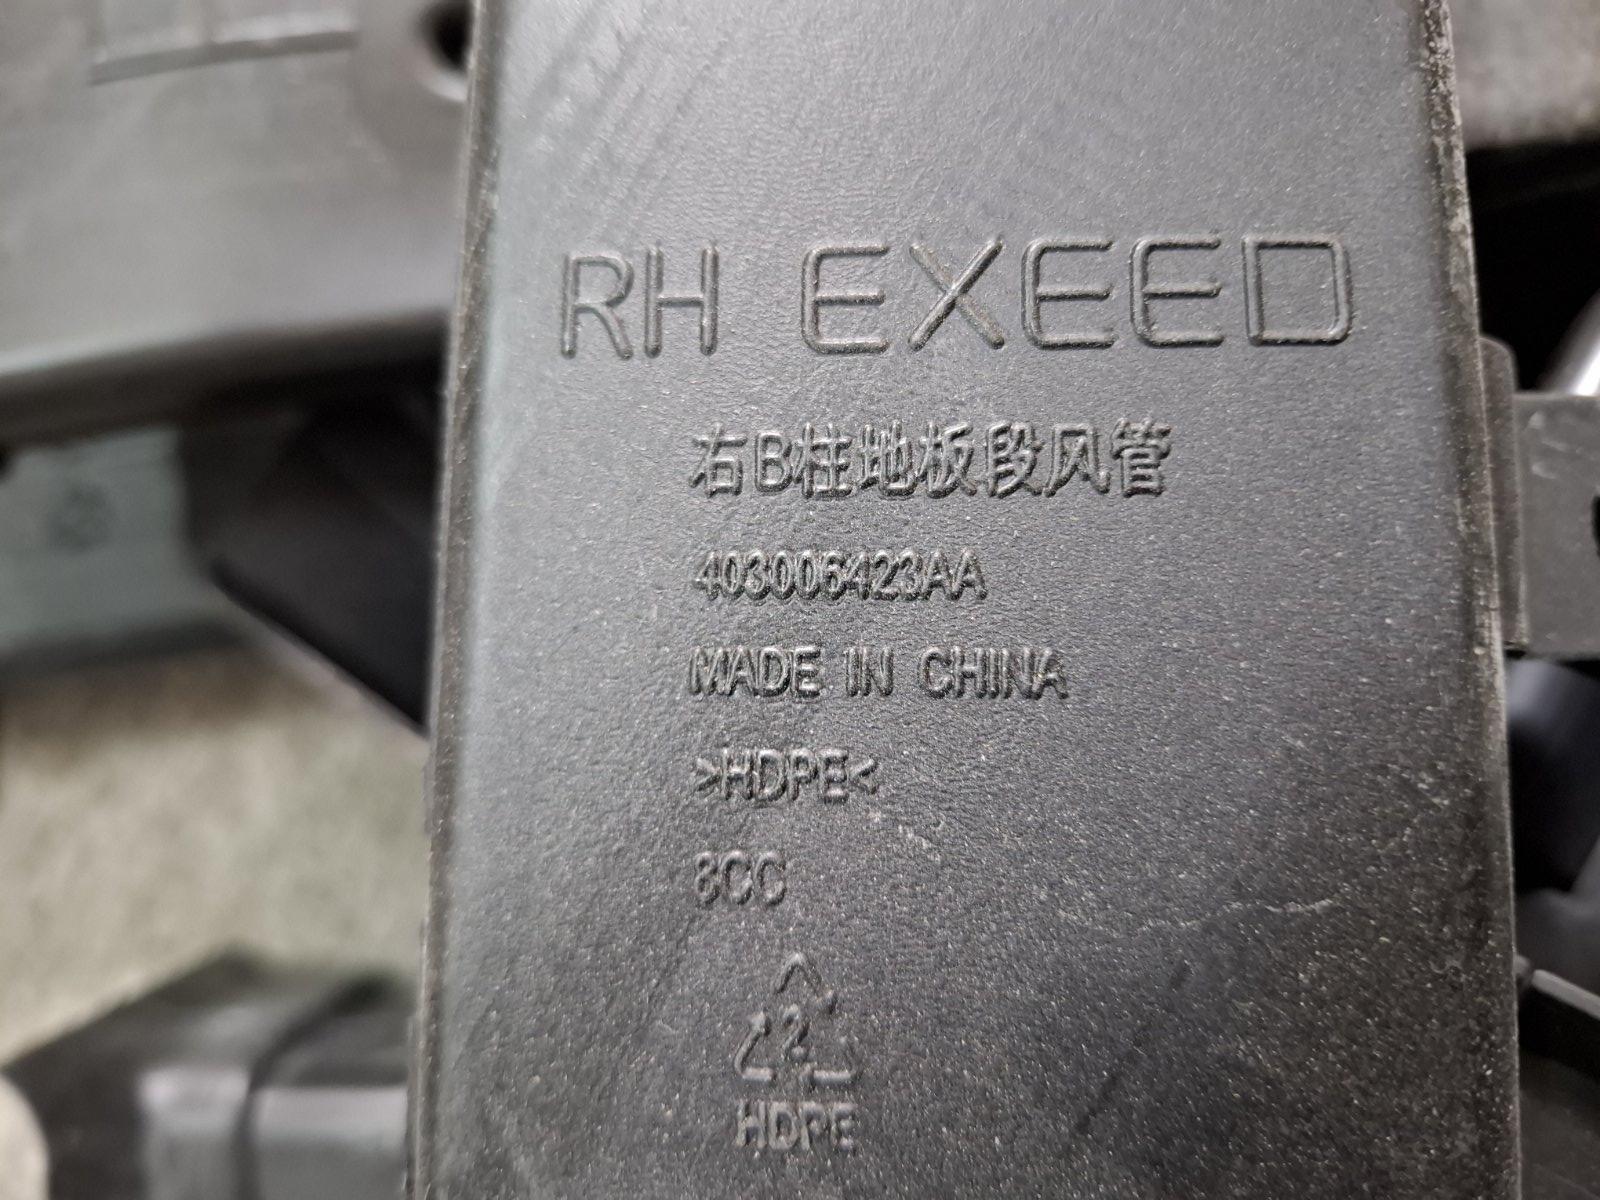 RH EXEED
右B柱地板段风管
403006423AA
MADE IN CHINA
>HDPE<
8CC
2
HDPE